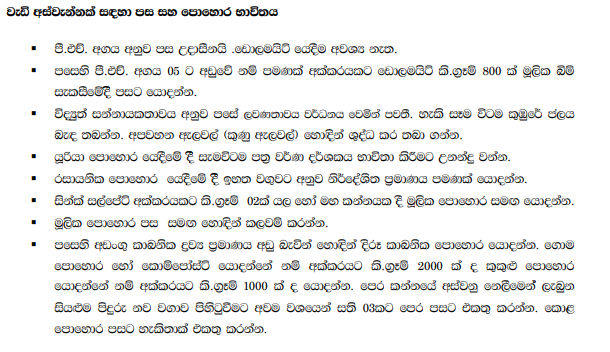 වැඩි අස්වැන්නක් සඳහා පස සහ පොහොර භාවිතය
▪ පී.එච්. අගය අනුව පස උදාසීනයි .ඩොලමයිට් යෙදීම අවශ්‍ය නැත.
▪ පසෙහි පී.එච්. අගය 05 ට අඩුවේ නම් පමණක් අක්කරයකට ඩොලමයිට් කි.ග්‍රෑම් 800 ක් මූලික බිම්
සැකසීමේදී පසට යොදන්න.
▪ විද්‍යුත් සන්නායකතාවය අනුව පසේ ලවණතාවය වර්ධනය වෙමින් පවතී. හැකි සෑම විටම කුඹුරේ ජලය
බැඳ තබන්න. අපවහන ඇලවල් (කුණු ඇලවල්) හොඳින් ශුද්ධ කර තබා ගන්න.
▪ යූරියා පොහොර යෙදීමේ දී සැමවිටම පත්‍ර වර්ණ දර්ශකය භාවිතා කිරීමට උනන්දු වන්න.
▪ රසායනික පොහොර යෙදීමේ දී ඉහත වගුවට අනුව නිර්දේශිත ප්‍රමාණය පමණක් යොදන්න.
▪ සින්ක් සල්පේට් අක්කරයකට කි.ග්‍රෑම් 02ක් යල හෝ මහ කන්නයක දී මූලික පොහොර සමඟ යොදන්න.
▪ මූලික පොහොර පස සමඟ හොඳින් කලවම් කරන්න.
▪ පසෙහි අඩංගු කාබනික ද්‍රව්‍ය ප්‍රමාණය අඩු බැවින් හොඳින් දිරූ කාබනික පොහොර යොදන්න. ගොම
පොහොර හෝ කොම්පෝස්ට් යොදන්නේ නම් අක්කරයට කි.ග්‍රෑම් 2000 ක් ද කුකුළු පොහොර
යොදන්නේ නම් අක්කරයට කි.ග්‍රෑම් 1000 ක් ද යොදන්න. පෙර කන්නයේ අස්වනු නෙලීමෙන් ලැබුන
සියළුම පිදුරු නව වගාව පිහිටුවීමට අවම වශයෙන් සති 03කට පෙර පසට එකතු කරන්න. කොළ
පොහොර පසට හැකිතාක් එකතු කරන්න.